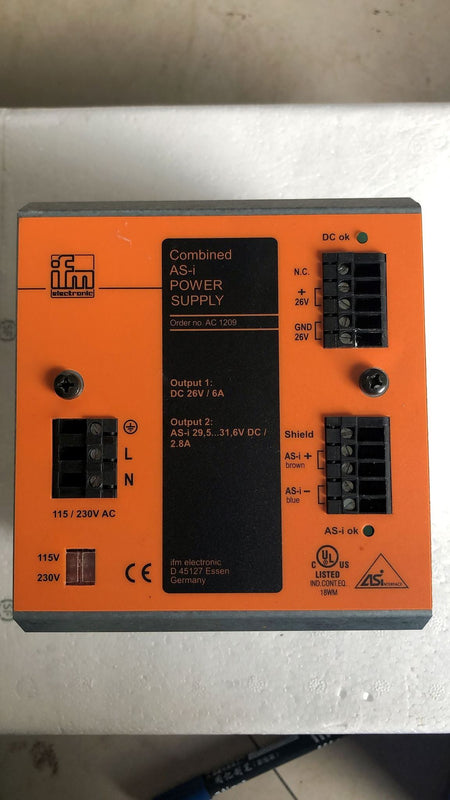 ifm
electronic
Combined
AS-i
POWER
SUPPLY
Order no. AC 1209
Output 1:
DC 26V / 6A
Output 2:
AS-i 29,5...31,6V DC /
2.8A
ifm electronic
D 45127 Essen
Germany
L
N
115 / 230V AC
115V
230V
CE
DC ok
N.C.
+
26V
GND
26V
Shield
AS-i +
brown
AS-i −
blue
AS-i ok
C UL US
LISTED
IND.CONT.EQ.
18WM
ASi
INTERFACE